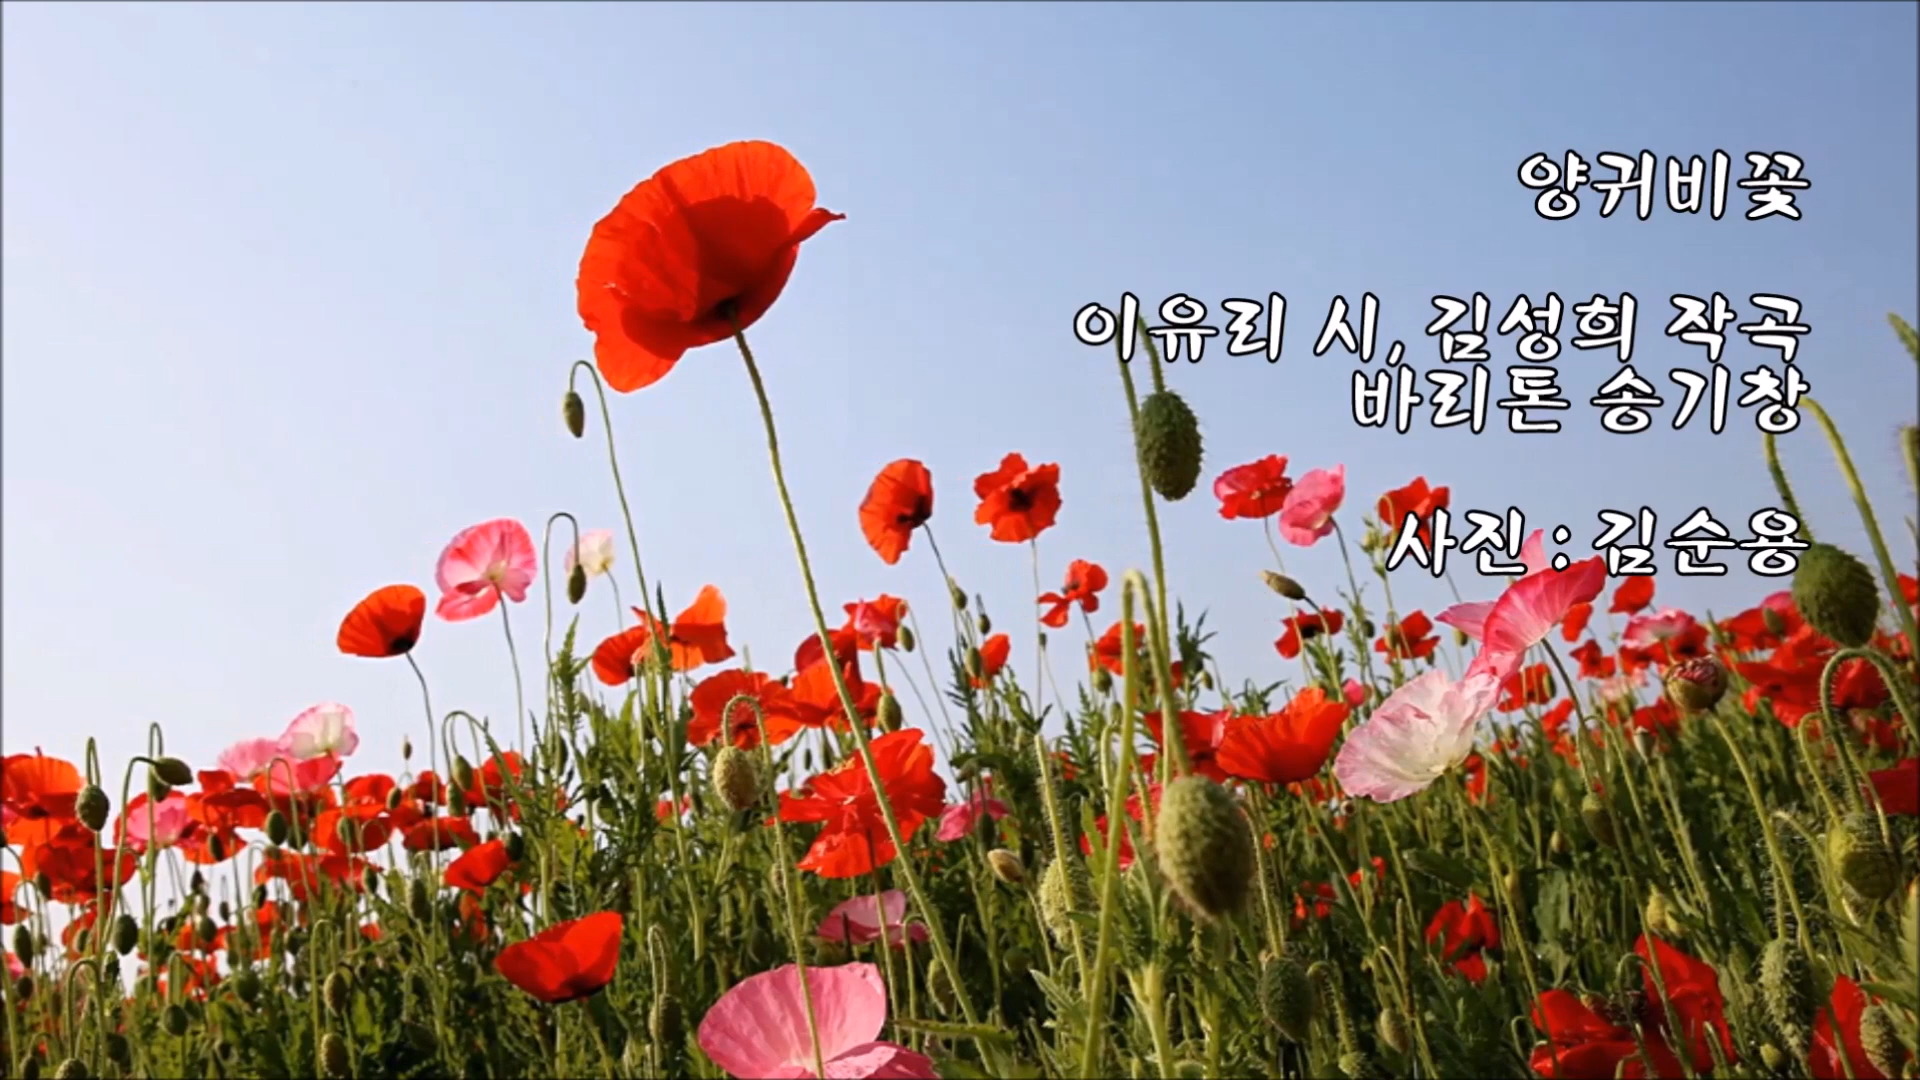 양귀비꽃
이유리 시, 김성희 작곡
바리톤 송기창
사진 : 김순용